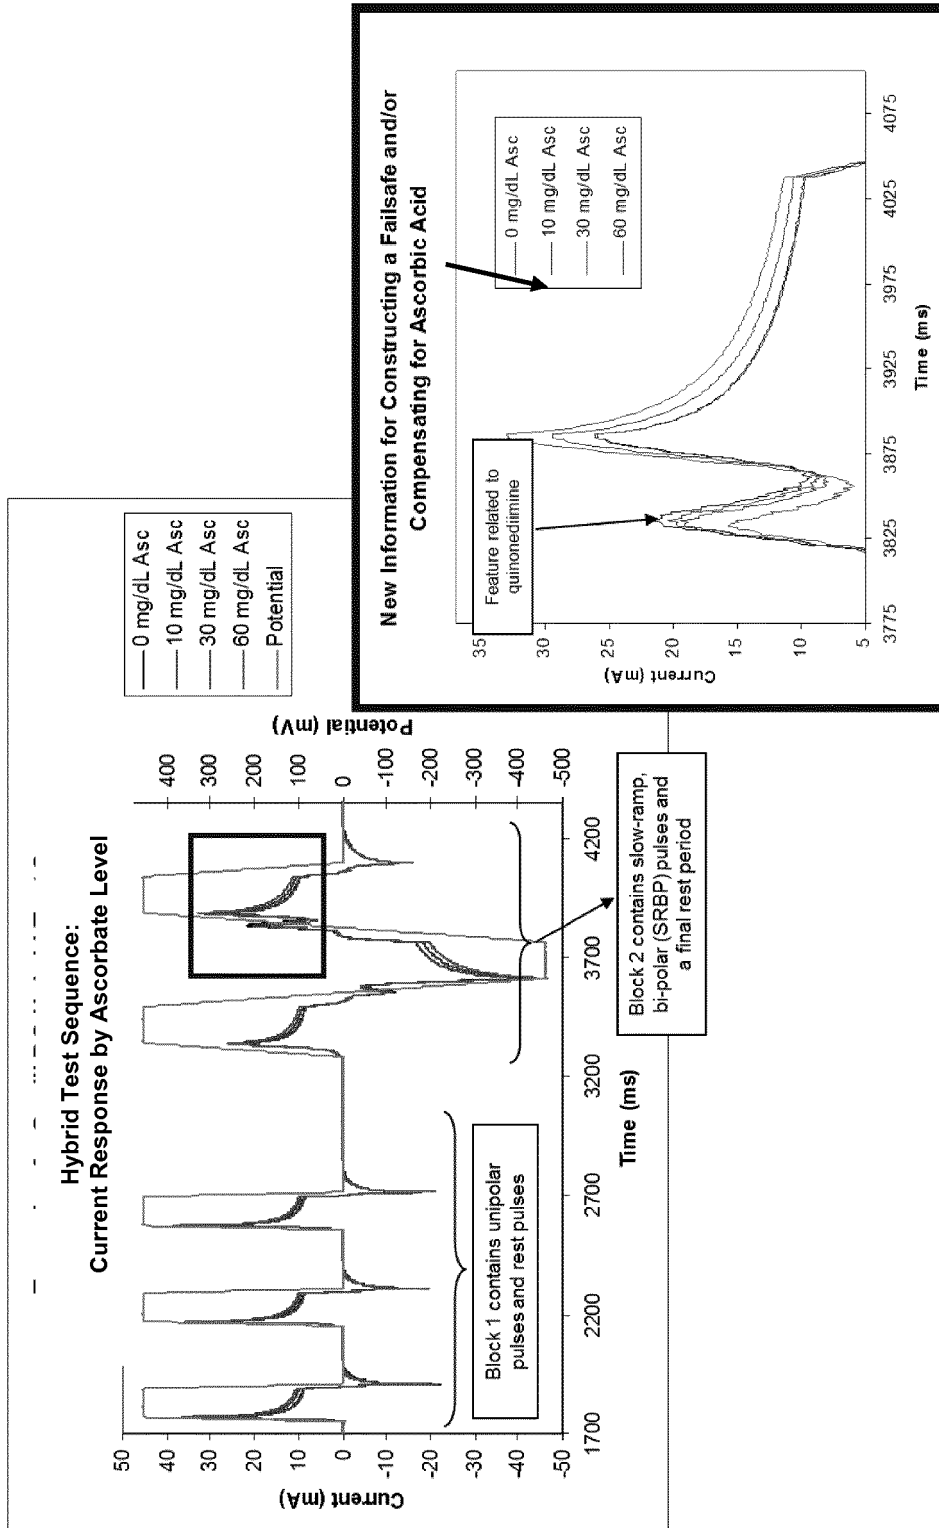 Hybrid Test Sequence:
Current Response by Ascorbate Level
0 mg/dL Asc
10 mg/dL Asc
30 mg/dL Asc
60 mg/dL Asc
Potential
Current (mA)
50
40
30
20
10
0
-10
-20
-30
-40
-50
Potential (mV)
400
300
200
100
0
-100
-200
-300
-400
-500
1700
2200
2700
3200
3700
4200
Time (ms)
Block 1 contains unipolar
pulses and rest pulses
Block 2 contains slow-ramp,
bi-polar (SRBP) pulses and
a final rest period
New Information for Constructing a Failsafe and/or
Compensating for Ascorbic Acid
0 mg/dL Asc
10 mg/dL Asc
30 mg/dL Asc
60 mg/dL Asc
Feature related to
quinonediimine
Current (mA)
35
30
25
20
15
10
5
3775
3825
3875
3925
3975
4025
4075
Time (ms)